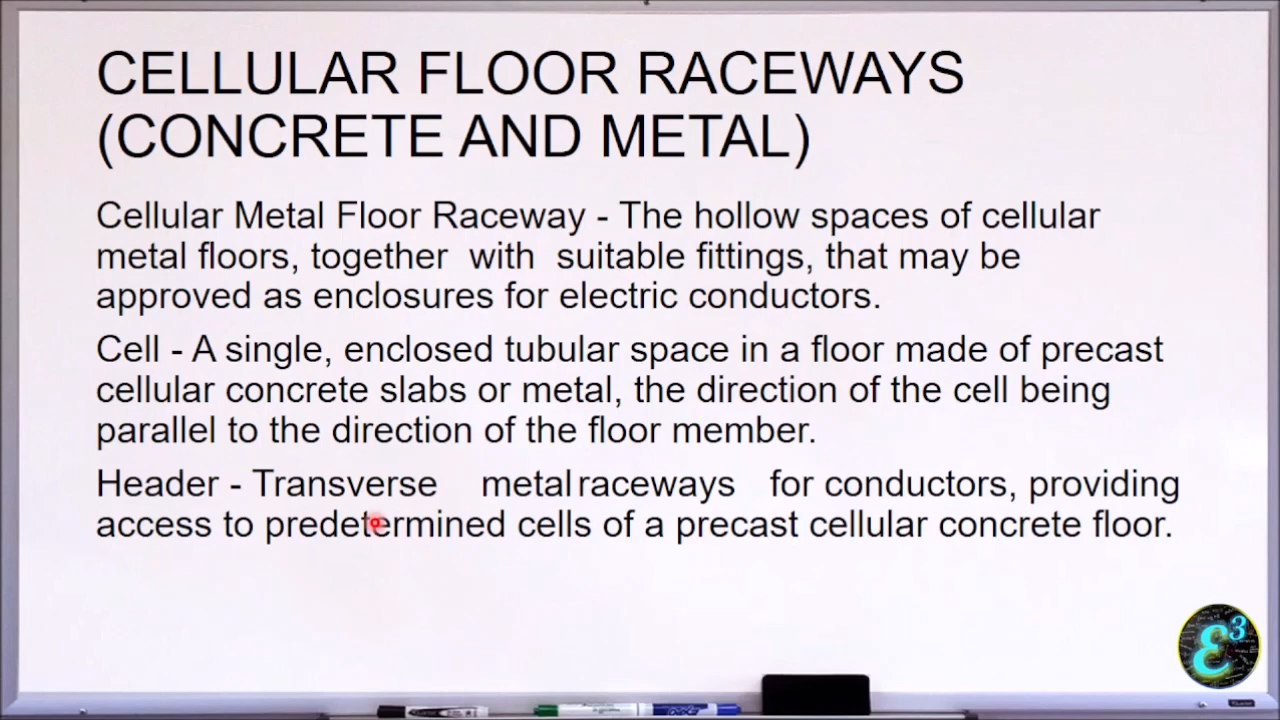 CELLULAR FLOOR RACEWAYS
(CONCRETE AND METAL)
Cellular Metal Floor Raceway - The hollow spaces of cellular
metal floors, together with suitable fittings, that may be
approved as enclosures for electric conductors.
Cell - A single, enclosed tubular space in a floor made of precast
cellular concrete slabs or metal, the direction of the cell being
parallel to the direction of the floor member.
Header - Transverse metal raceways for conductors, providing
access to predetermined cells of a precast cellular concrete floor.
ε3